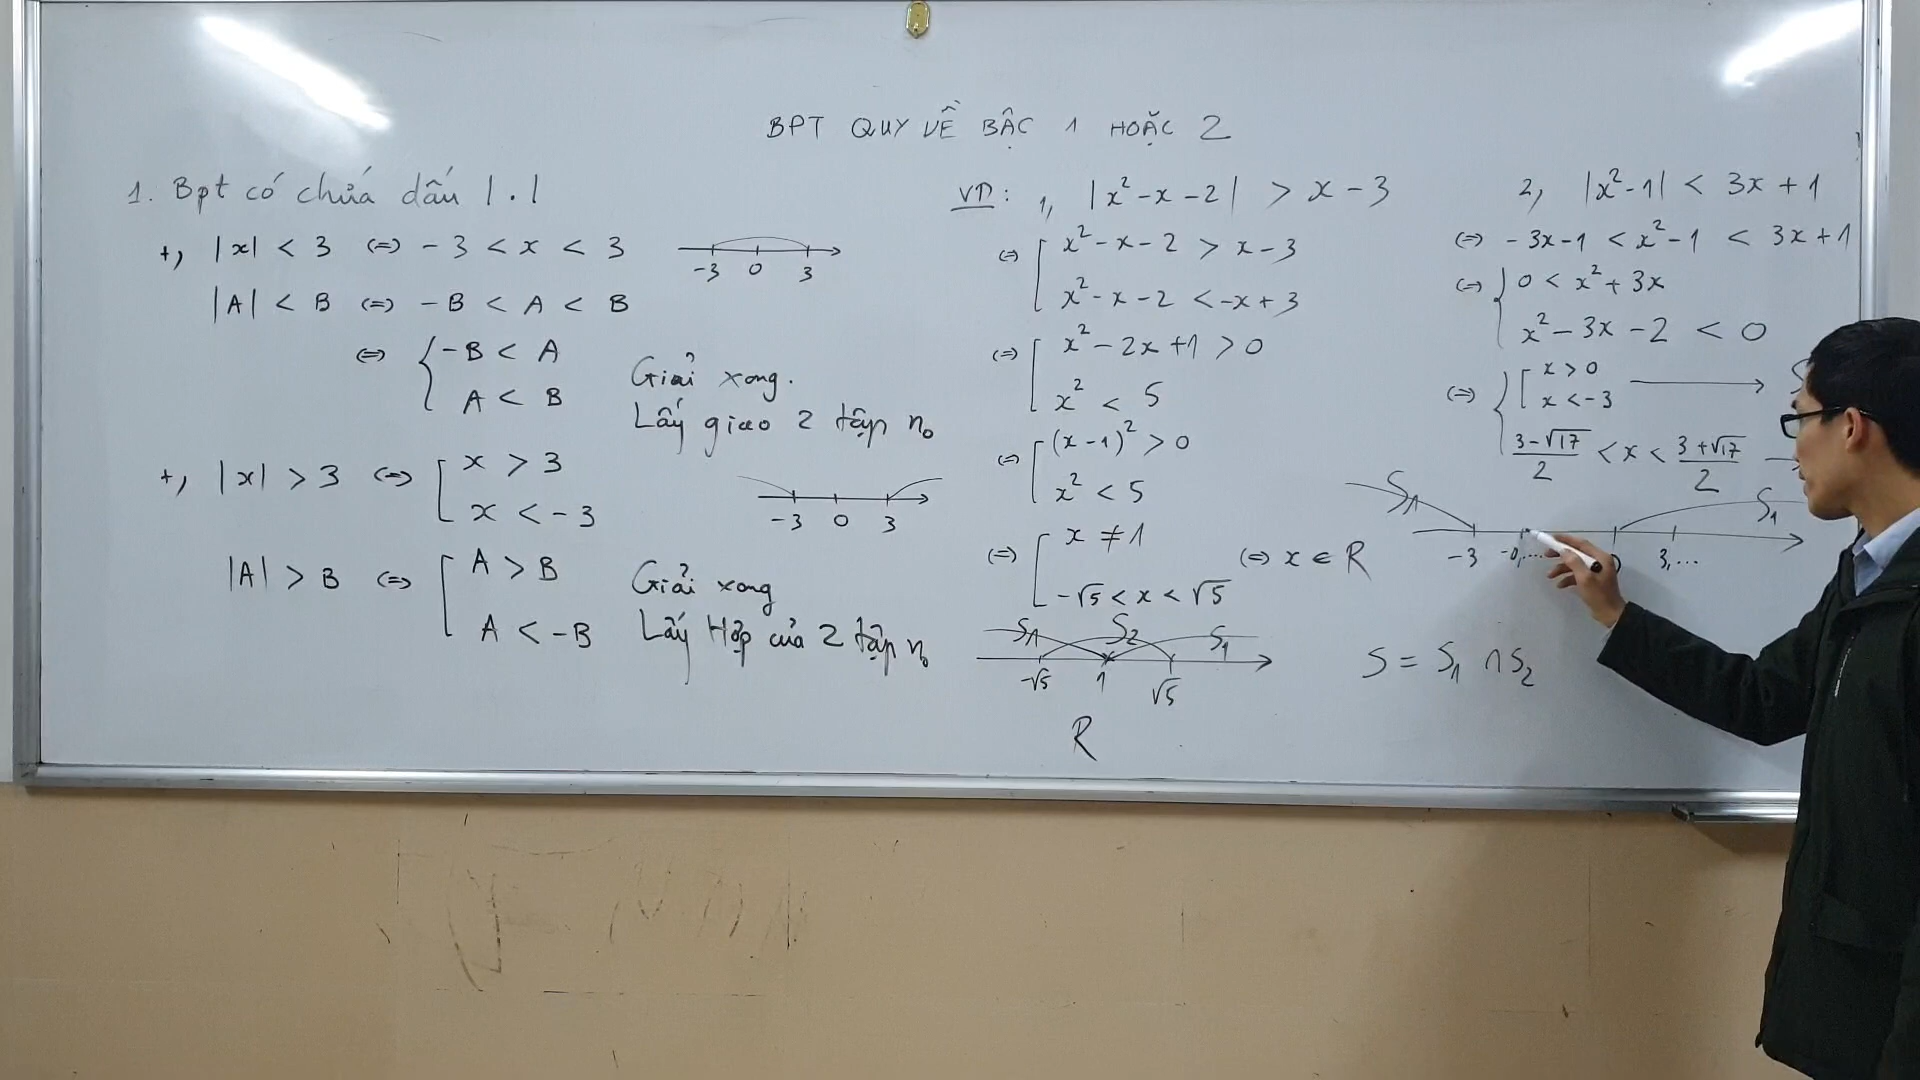 BPT QUY VỀ BẬC 1 HOẶC 2
1. Bpt có chứa dấu |.|
+, |x| < 3 (=) -3 < x < 3
-3 0 3
|A| < B (=) -B < A < B
(=) { -B < A
A < B
Giải xong.
Lấy giao 2 tập n₀
+, |x| > 3 (=) [ x > 3
x < -3
-3 0 3
|A| > B (=) [ A > B
A < -B
Giải xong
Lấy Hợp của 2 tập n₀
VD: 1, |x² - x - 2| > x - 3
(=) [ x² - x - 2 > x - 3
x² - x - 2 < -x + 3
(=) [ x² - 2x + 1 > 0
x² < 5
(=) [ (x - 1)² > 0
x² < 5
(=) [ x ≠ 1
-√5 < x < √5
(=) x ∈ R
S₁ S₂ S₁
-√5 1 √5
R
2, |x² - 1| < 3x + 1
(=) -3x - 1 < x² - 1 < 3x + 1
(=) { 0 < x² + 3x
x² - 3x - 2 < 0
(=) { [ x > 0
x < -3
(3 - √17)/2 < x < (3 + √17)/2
S₁ S₁
-3 -0,... 3,...
S = S₁ ∩ S₂